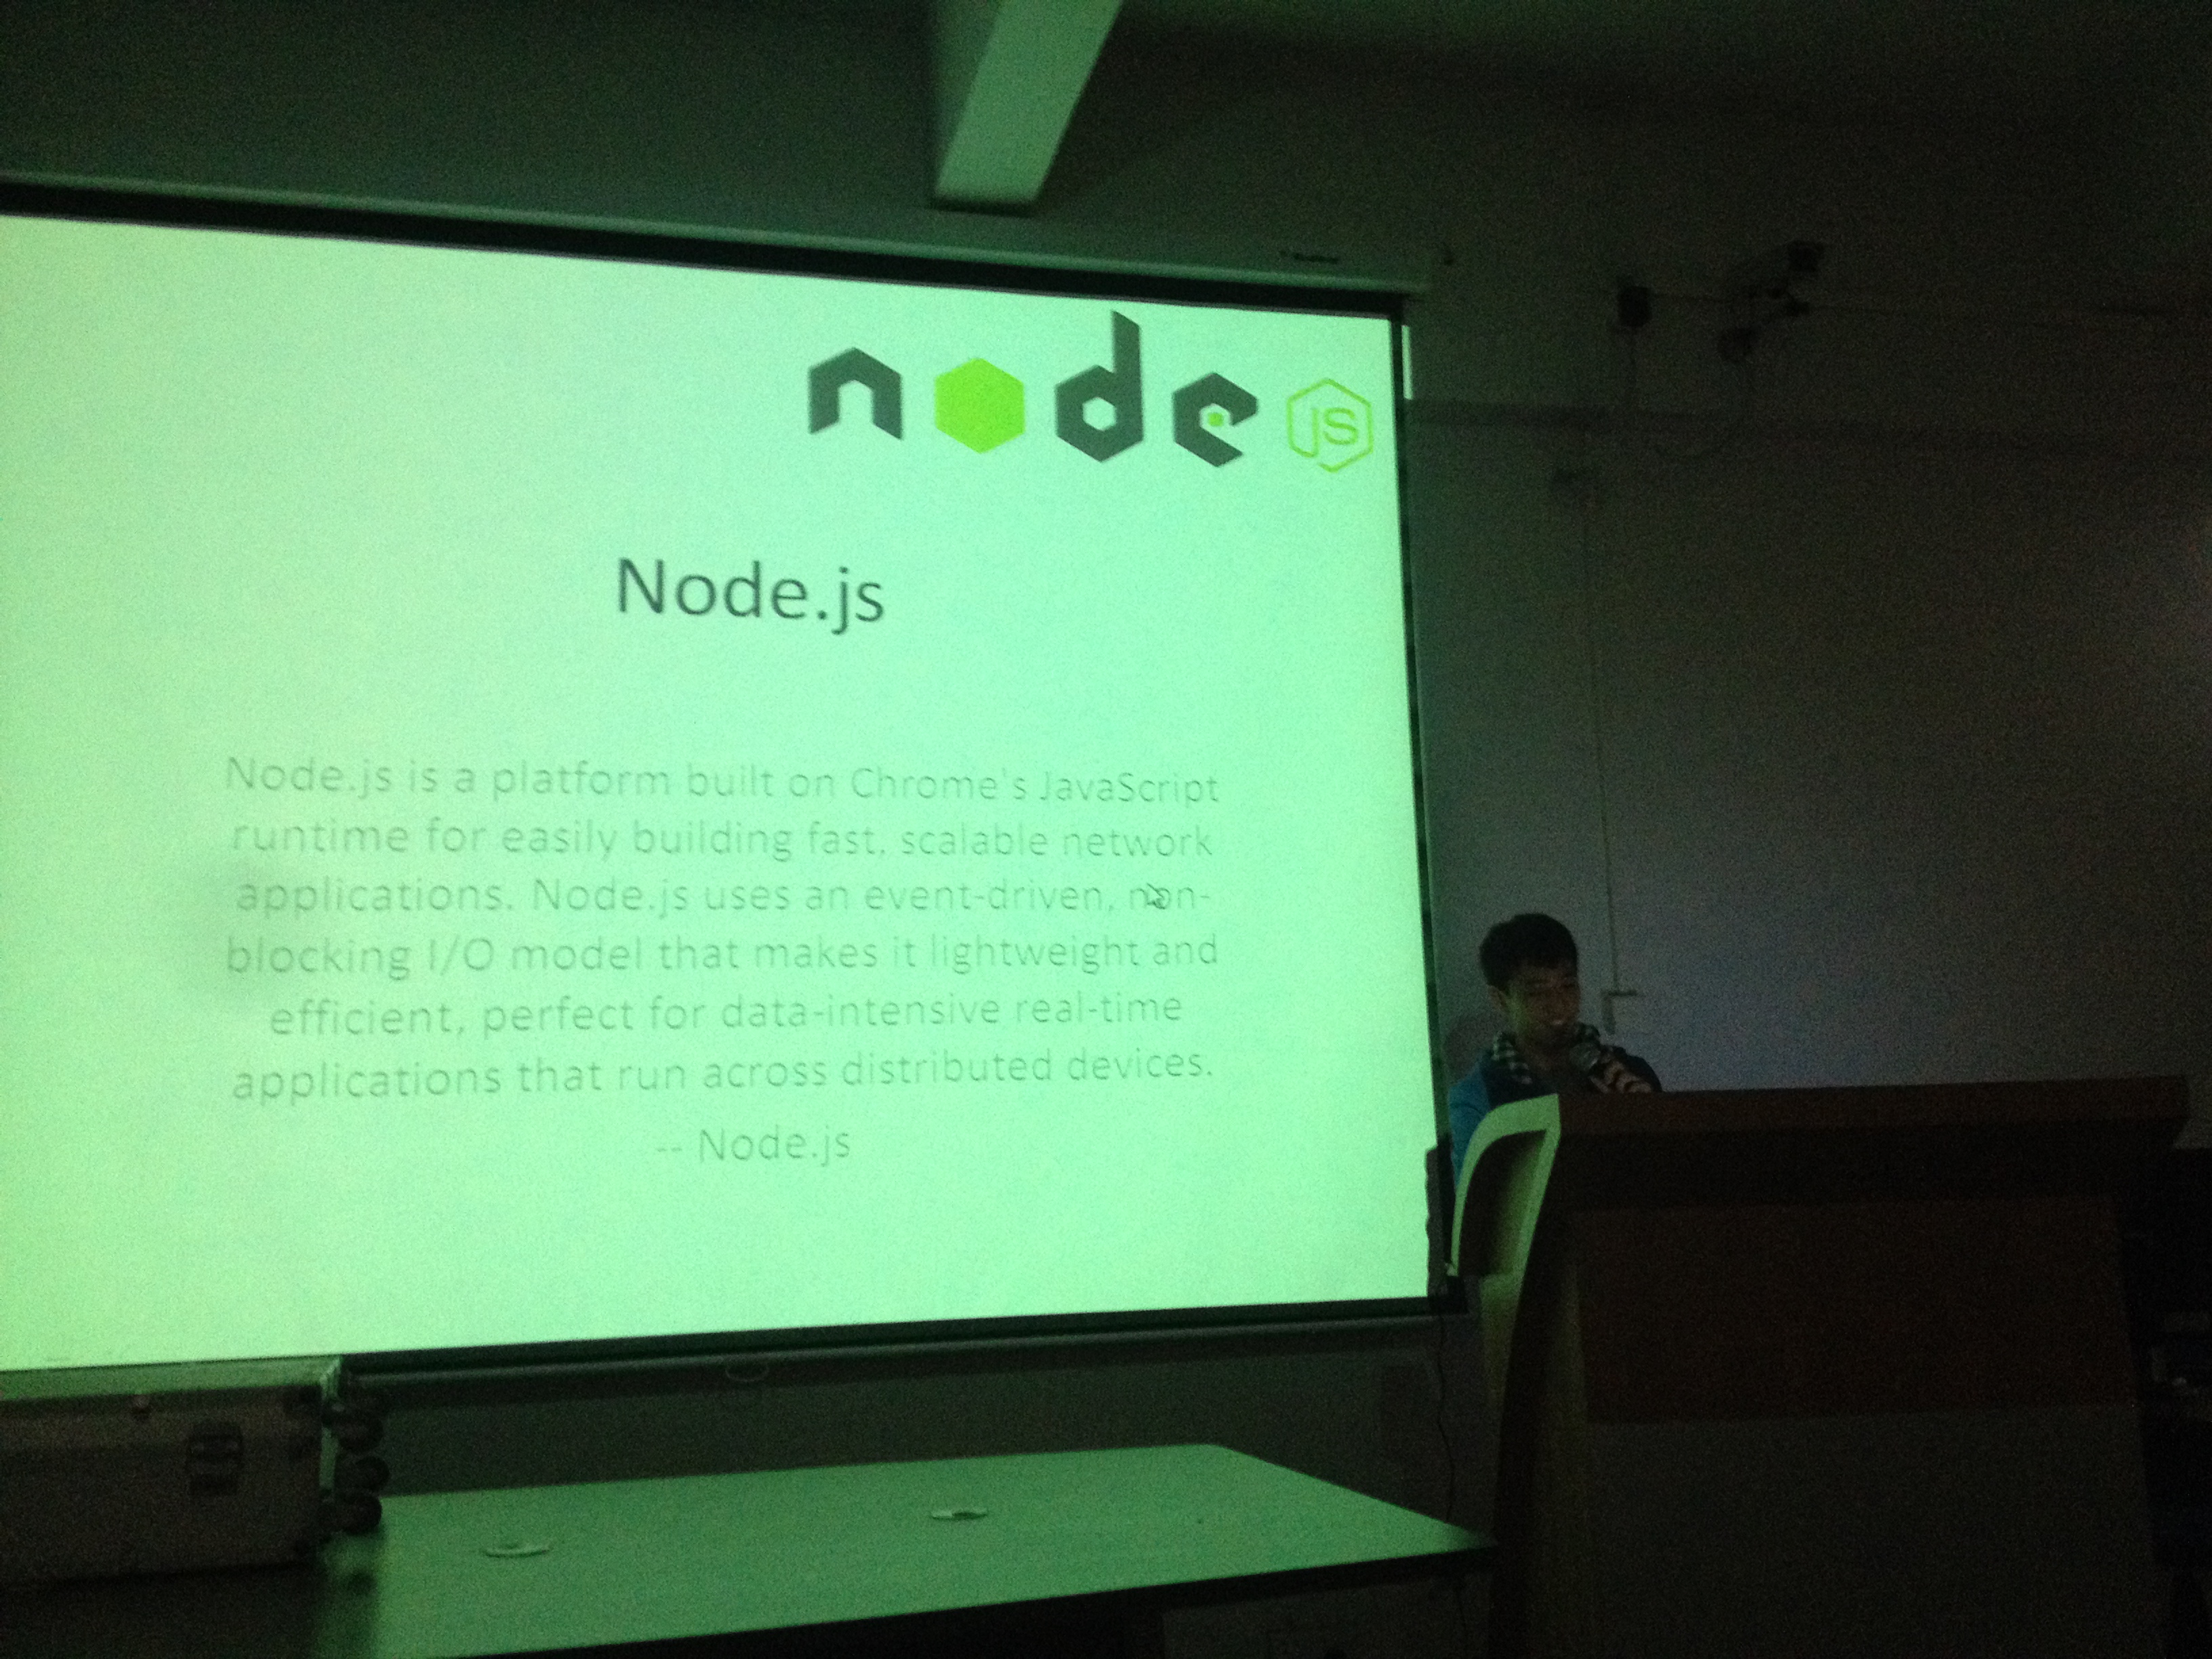 node JS
Node.js
Node.js is a platform built on Chrome's JavaScript
runtime for easily building fast, scalable network
applications. Node.js uses an event-driven, non-
blocking I/O model that makes it lightweight and
efficient, perfect for data-intensive real-time
applications that run across distributed devices.
-- Node.js